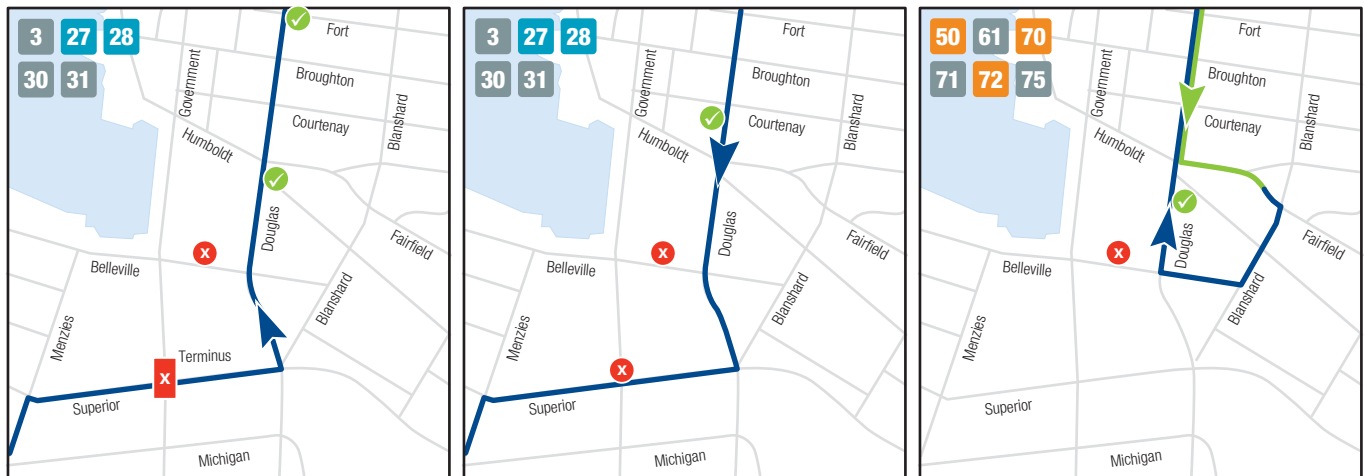 3 27 28
30 31
Fort
Broughton
Government
Courtenay
Blanshard
Humboldt
Douglas
Fairfield
Belleville
Blanshard
Menzies
Terminus
x
x
Superior
Michigan
3 27 28
30 31
Fort
Broughton
Government
Courtenay
Blanshard
Humboldt
Douglas
Fairfield
x
Belleville
Blanshard
Menzies
x
Superior
Michigan
50 61 70
71 72 75
Fort
Broughton
Government
Courtenay
Blanshard
Humboldt
Douglas
Fairfield
x
Belleville
Blanshard
Menzies
Superior
Michigan